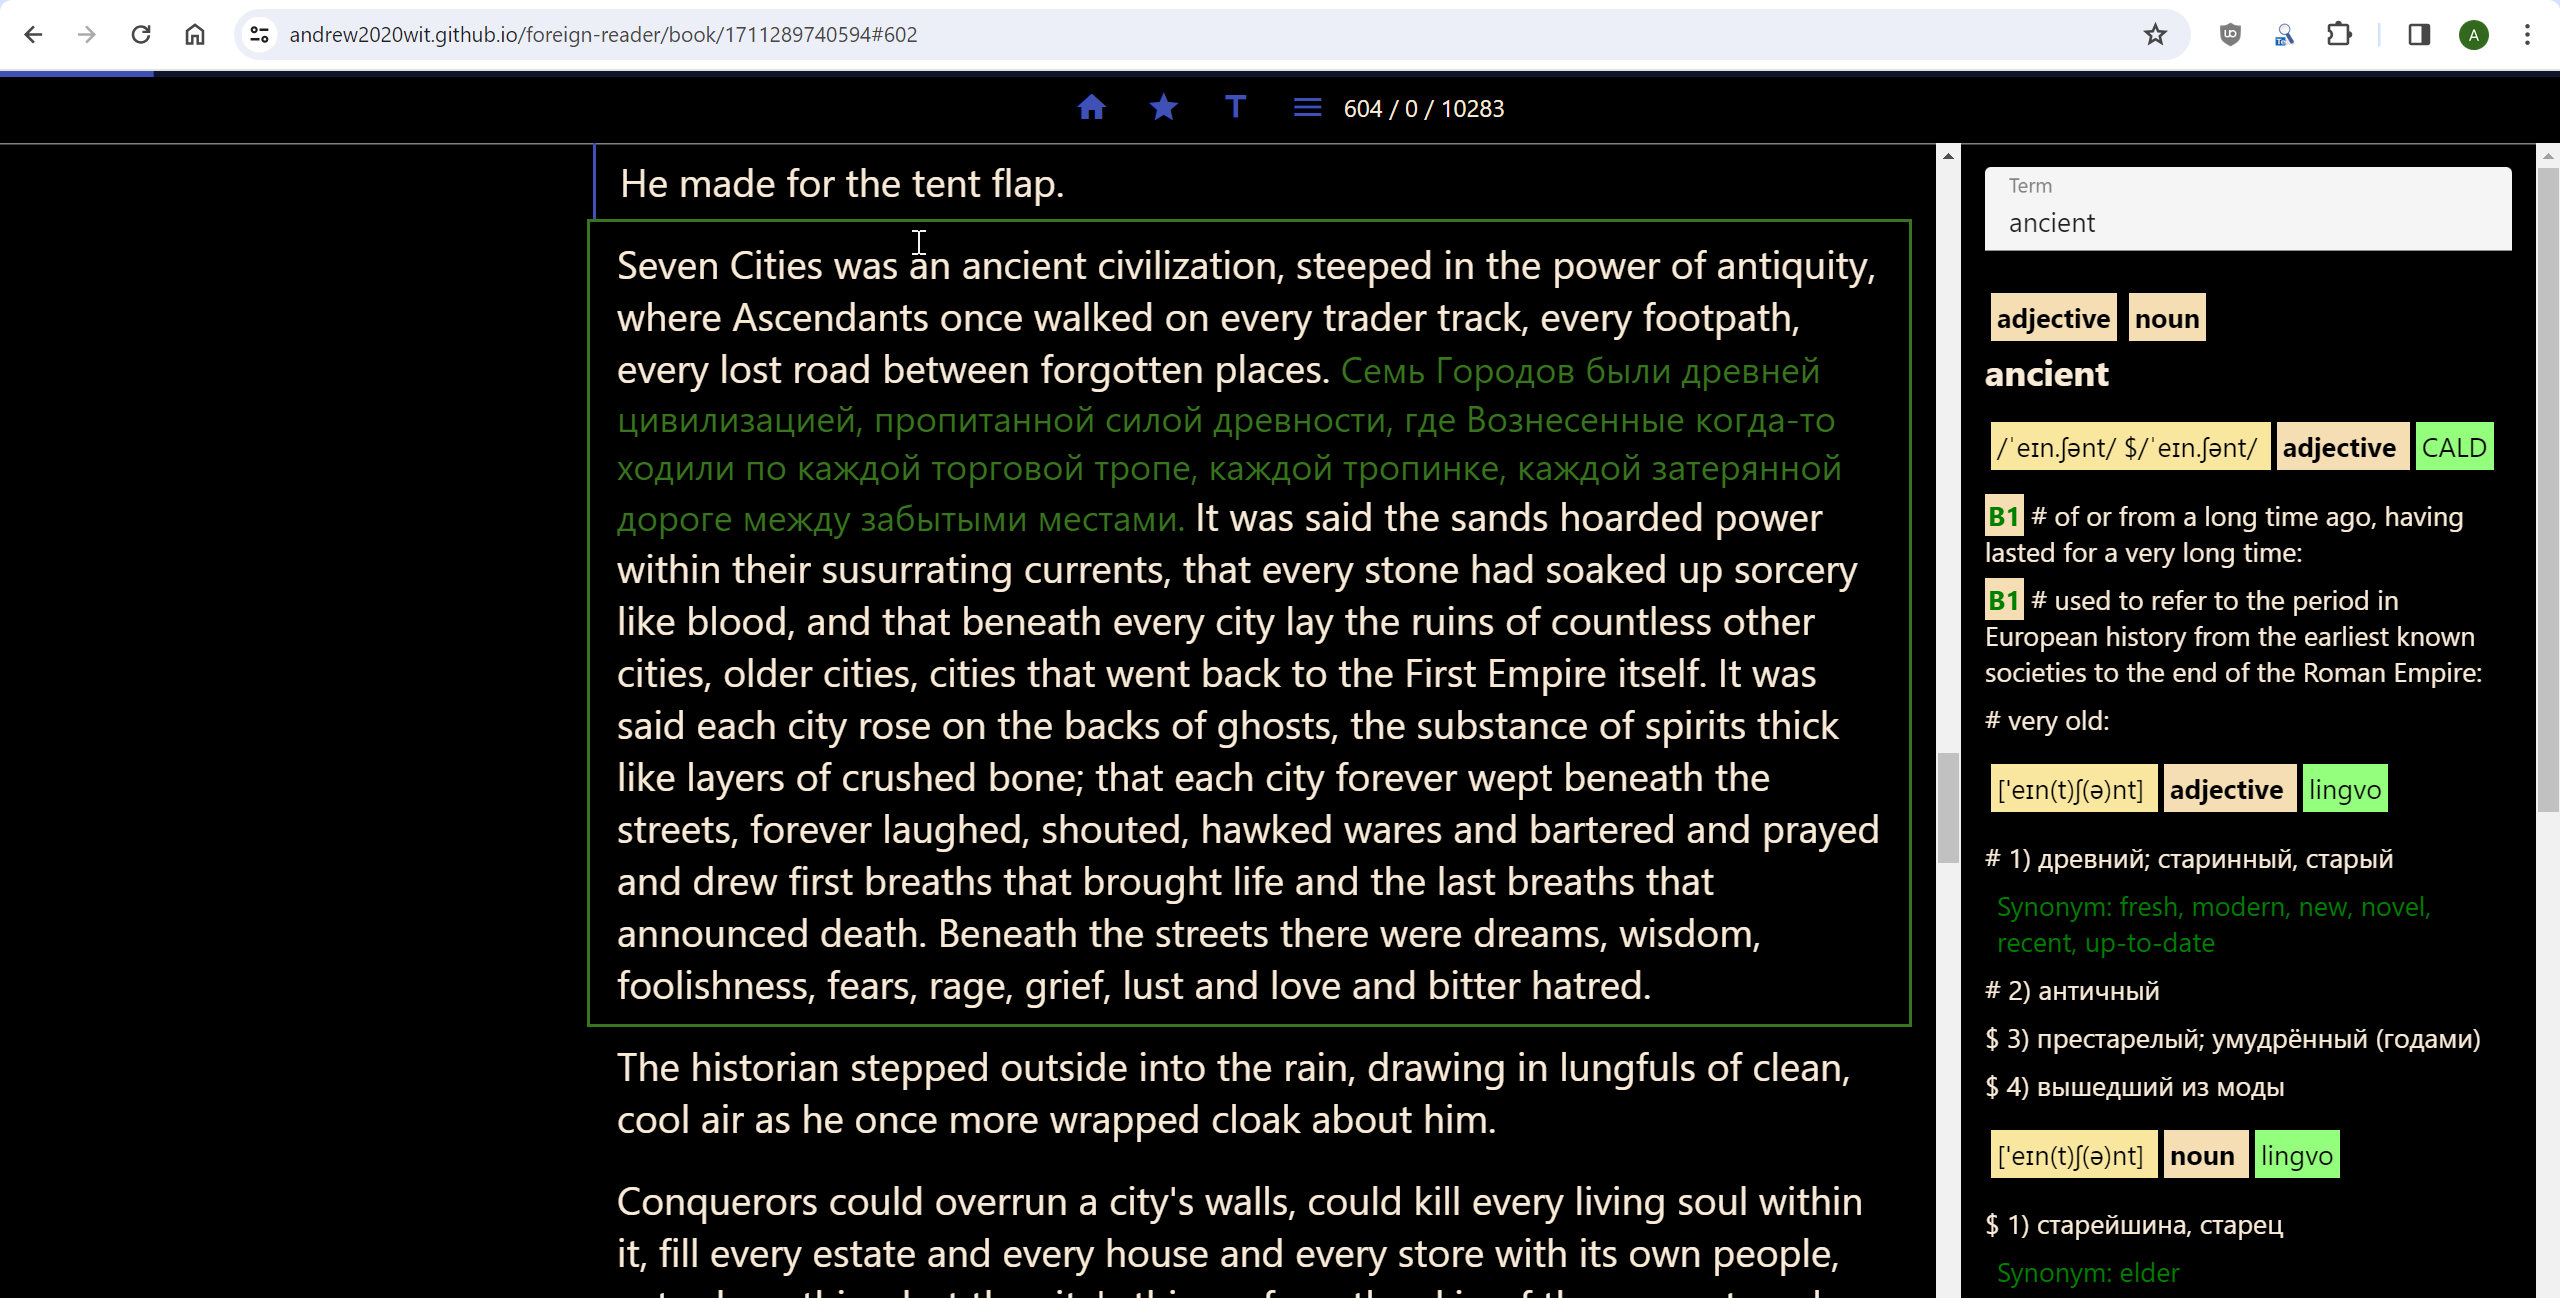 andrew2020wit.github.io/foreign-reader/book/1711289740594#602
A
T
604 / 0 / 10283
He made for the tent flap.
Seven Cities was an ancient civilization, steeped in the power of antiquity,
where Ascendants once walked on every trader track, every footpath,
every lost road between forgotten places. Семь Городов были древней
цивилизацией, пропитанной силой древности, где Вознесенные когда-то
ходили по каждой торговой тропе, каждой тропинке, каждой затерянной
дороге между забытыми местами. It was said the sands hoarded power
within their susurrating currents, that every stone had soaked up sorcery
like blood, and that beneath every city lay the ruins of countless other
cities, older cities, cities that went back to the First Empire itself. It was
said each city rose on the backs of ghosts, the substance of spirits thick
like layers of crushed bone; that each city forever wept beneath the
streets, forever laughed, shouted, hawked wares and bartered and prayed
and drew first breaths that brought life and the last breaths that
announced death. Beneath the streets there were dreams, wisdom,
foolishness, fears, rage, grief, lust and love and bitter hatred.
The historian stepped outside into the rain, drawing in lungfuls of clean,
cool air as he once more wrapped cloak about him.
Conquerors could overrun a city's walls, could kill every living soul within
it, fill every estate and every house and every store with its own people,
Term
ancient
adjective noun
ancient
/ˈeɪn.ʃənt/ $/ˈeɪn.ʃənt/ adjective CALD
B1 # of or from a long time ago, having
lasted for a very long time:
B1 # used to refer to the period in
European history from the earliest known
societies to the end of the Roman Empire:
# very old:
['eɪn(t)ʃ(ə)nt] adjective lingvo
# 1) древний; старинный, старый
Synonym: fresh, modern, new, novel,
recent, up-to-date
# 2) античный
$ 3) престарелый; умудрённый (годами)
$ 4) вышедший из моды
['eɪn(t)ʃ(ə)nt] noun lingvo
$ 1) старейшина, старец
Synonym: elder